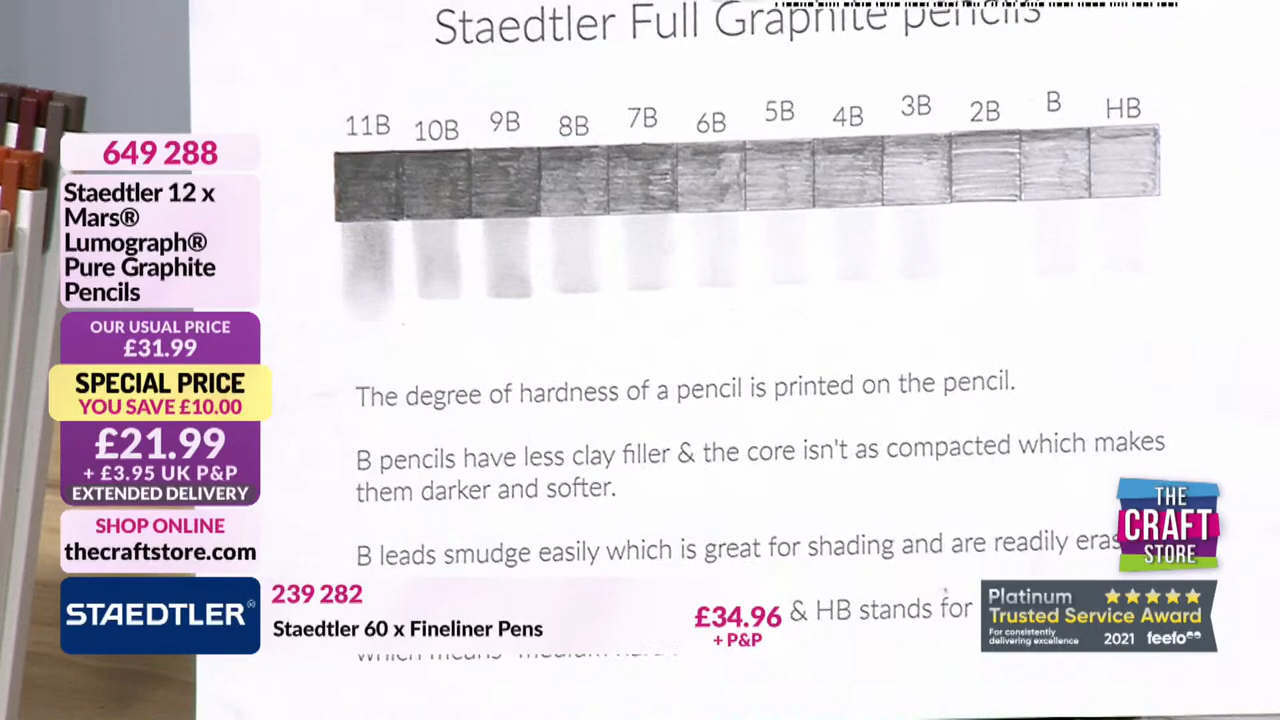 Staedtler Full Graphite pencils
11B 10B 9B 8B 7B 6B 5B 4B 3B 2B B HB
The degree of hardness of a pencil is printed on the pencil.
B pencils have less clay filler & the core isn't as compacted which makes
them darker and softer.
B leads smudge easily which is great for shading and are readily
& HB stands for
which means
649 288
Staedtler 12 x
Mars®
Lumograph®
Pure Graphite
Pencils
OUR USUAL PRICE
£31.99
SPECIAL PRICE
YOU SAVE £10.00
£21.99
+ £3.95 UK P&P
EXTENDED DELIVERY
SHOP ONLINE
thecraftstore.com
STAEDTLER®
239 282
Staedtler 60 x Fineliner Pens
£34.96
+ P&P
THE
CRAFT
STORE
Platinum
Trusted Service Award
For consistently
delivering excellence
2021 feefo